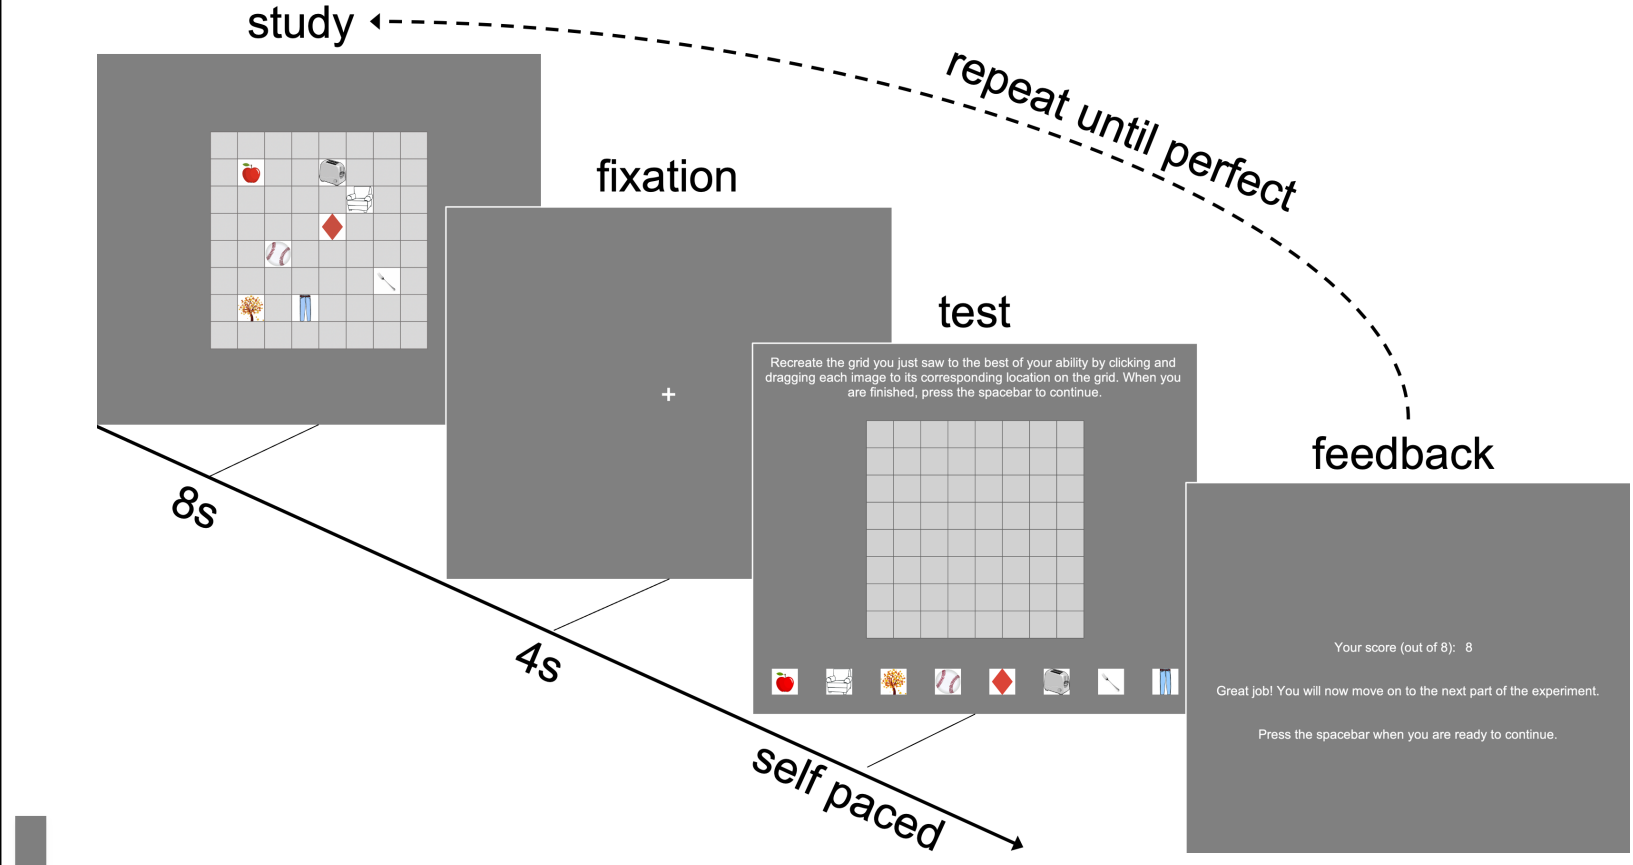 study
repeat until perfect
fixation
+
test
Recreate the grid you just saw to the best of your ability by clicking and
dragging each image to its corresponding location on the grid. When you
are finished, press the spacebar to continue.
feedback
8s
4s
self paced
Your score (out of 8): 8
Great job! You will now move on to the next part of the experiment.
Press the spacebar when you are ready to continue.